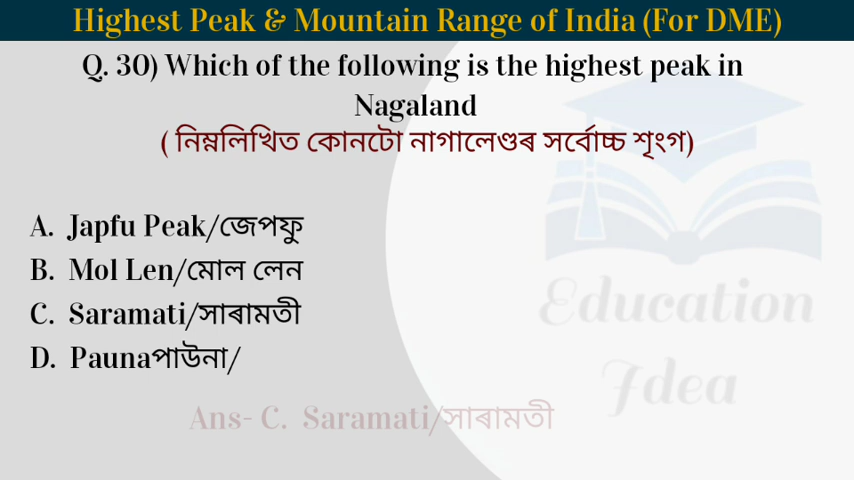 Highest Peak & Mountain Range of India (For DME)
Q. 30) Which of the following is the highest peak in
Nagaland
( নিম্নলিখিত কোনটো নাগালেণ্ডৰ সৰ্বোচ্চ শৃংগ)
A. Japfu Peak/জেপফু
B. Mol Len/মোল লেন
C. Saramati/সাৰামতী
D. Paunaপাউনা/
Ans- C. Saramati/সাৰামতী
Education
Idea